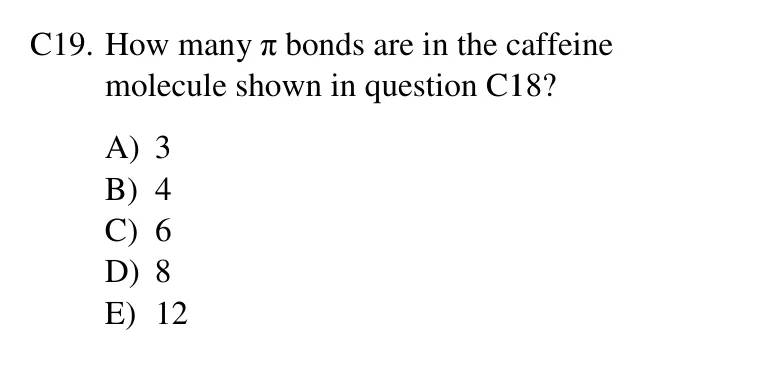 C19. How many π bonds are in the caffeine
molecule shown in question C18?
A) 3
B) 4
C) 6
D) 8
E) 12